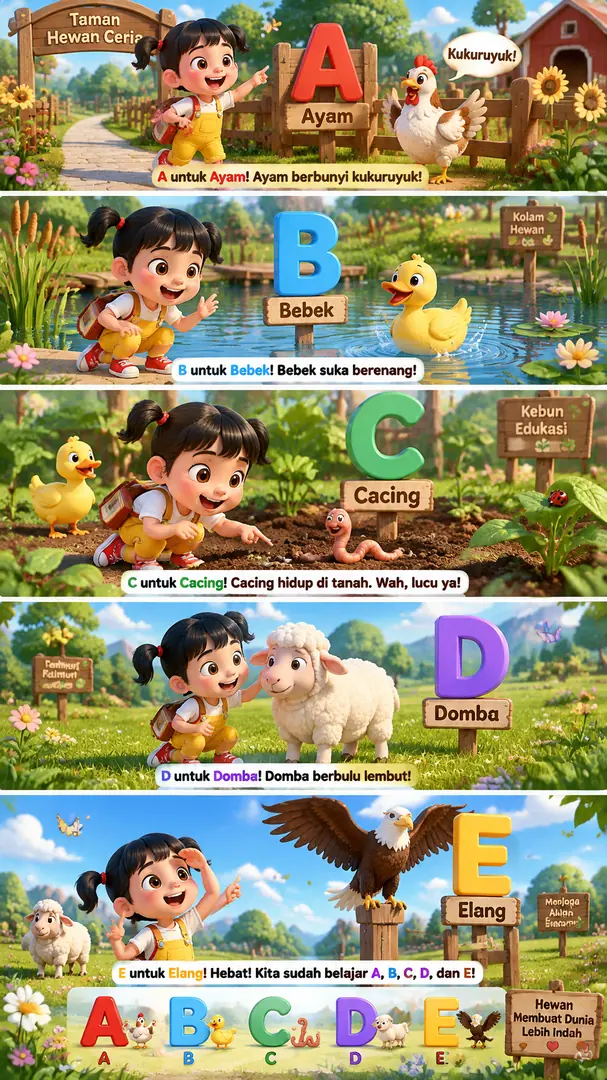 Taman
Hewan Ceria
A
Ayam
Kukuruyuk!
A untuk Ayam! Ayam berbunyi kukuruyuk!
B
Bebek
Kolam
Hewan
B untuk Bebek! Bebek suka berenang!
C
Cacing
Kebun
Edukasi
C untuk Cacing! Cacing hidup di tanah. Wah, lucu ya!
D
Domba
D untuk Domba! Domba berbulu lembut!
E
Elang
E untuk Elang! Hebat! Kita sudah belajar A, B, C, D, dan E!
A B C D E
A B C D E
Hewan
Membuat Dunia
Lebih Indah